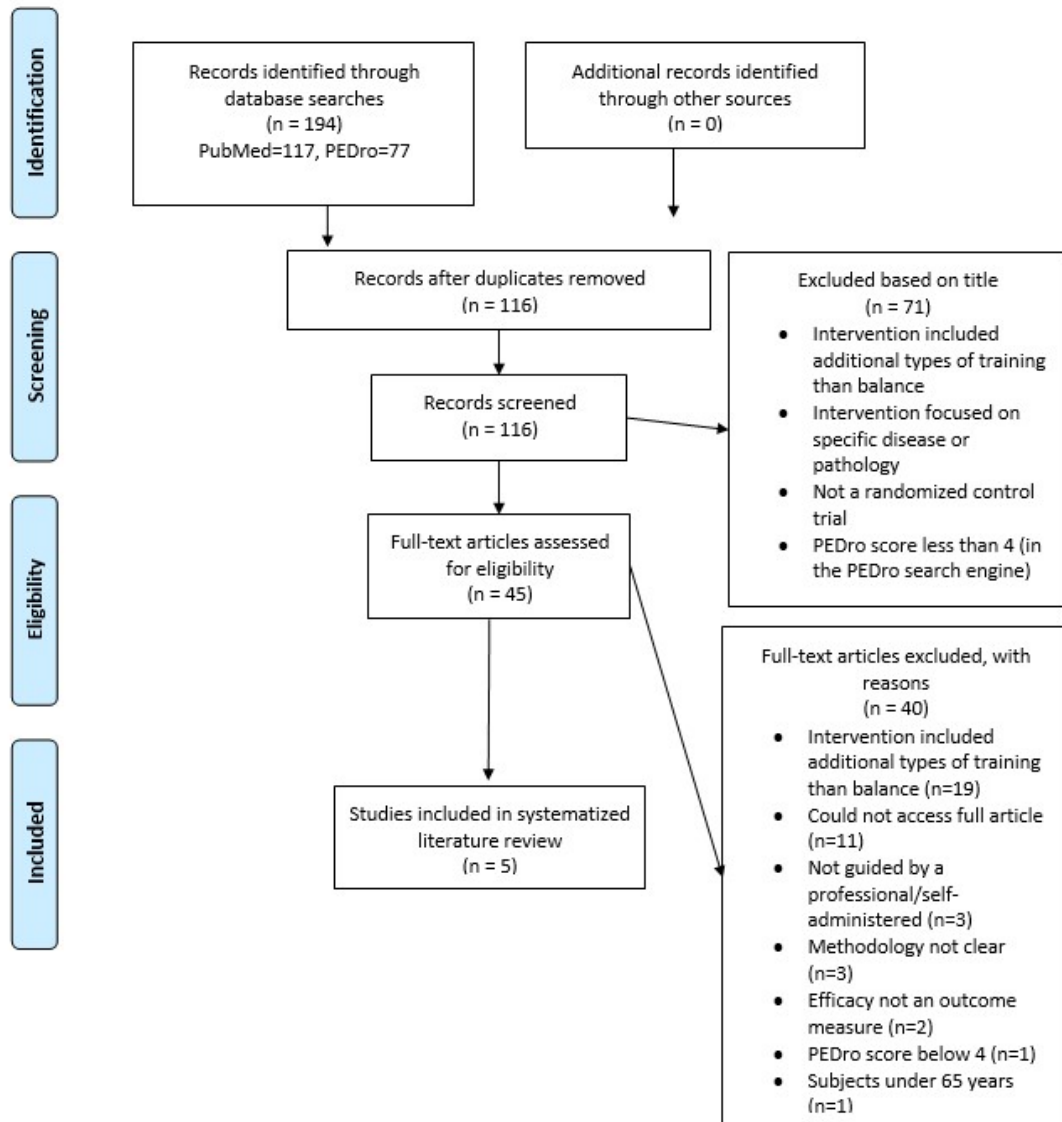 Identification
Records identified through
database searches
(n = 194)
PubMed=117, PEDro=77
Additional records identified
through other sources
(n = 0)
Screening
Records after duplicates removed
(n = 116)
Records screened
(n = 116)
Excluded based on title
(n = 71)
● Intervention included
additional types of training
than balance
● Intervention focused on
specific disease or
pathology
● Not a randomized control
trial
● PEDro score less than 4 (in
the PEDro search engine)
Eligibility
Full-text articles assessed
for eligibility
(n = 45)
Full-text articles excluded, with
reasons
(n = 40)
● Intervention included
additional types of training
than balance (n=19)
● Could not access full article
(n=11)
● Not guided by a
professional/self-
administered (n=3)
● Methodology not clear
(n=3)
● Efficacy not an outcome
measure (n=2)
● PEDro score below 4 (n=1)
● Subjects under 65 years
(n=1)
Included
Studies included in systematized
literature review
(n = 5)